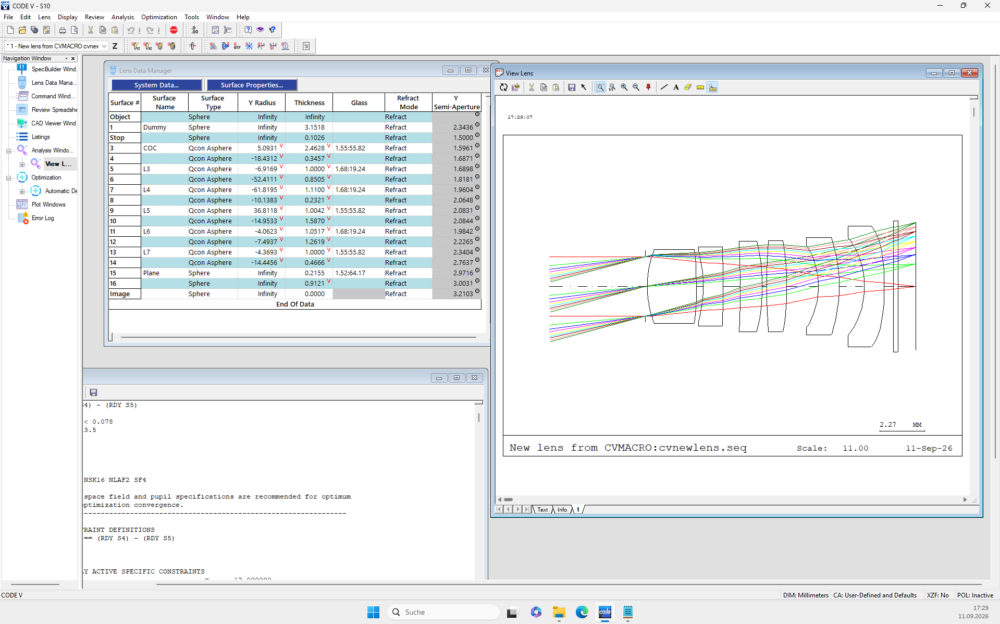 CODE V - S10
File Edit Lens Display Review Analysis Optimization Tools Window Help
* 1 - New lens from CVMACRO:cvnew
Navigation Window
SpecBuilder Wind.
Lens Data Mana...
Command Wind...
Review Spreadshe
CAD Viewer Wind.
Listings
Analysis Windo...
View L...
Optimization
Automatic De
Plot Windows
Error Log
Lens Data Manager
System Data... Surface Properties...
Surface # Surface Name Surface Type Y Radius Thickness Glass Refract Mode Y Semi-Aperture
Object Sphere Infinity Infinity Refract
1 Dummy Sphere Infinity 3.1518 Refract 2.3436
Stop Sphere Infinity 0.1026 Refract 1.5000
3 COC Qcon Asphere 5.0931 V 2.4628 V 1.55:55.82 Refract 1.5961
4 Qcon Asphere -18.4312 V 0.3457 V Refract 1.6871
5 L3 Qcon Asphere -6.9169 V 1.0000 V 1.68:19.24 Refract 1.6898
6 Qcon Asphere -52.4111 V 0.8505 V Refract 1.8181
7 L4 Qcon Asphere -61.8195 V 1.1100 V 1.68:19.24 Refract 1.9604
8 Qcon Asphere -10.1383 V 0.2321 V Refract 2.0648
9 L5 Qcon Asphere 36.8118 V 1.0042 V 1.55:55.82 Refract 2.0831
10 Qcon Asphere -14.9533 V 1.5870 V Refract 2.0844
11 L6 Qcon Asphere -4.0623 V 1.0517 V 1.68:19.24 Refract 1.9842
12 Qcon Asphere -7.4937 V 1.2619 V Refract 2.2265
13 L7 Qcon Asphere -4.3693 V 1.0000 V 1.55:55.82 Refract 2.3404
14 Qcon Asphere -14.4456 V 0.4666 V Refract 2.7637
15 Plane Sphere Infinity 0.2155 1.52:64.17 Refract 2.9716
16 Sphere Infinity 0.9121 V Refract 3.0031
Image Sphere Infinity 0.0000 Refract 3.2103
End Of Data
View Lens
17:29:07
2.27 MM
New lens from CVMACRO:cvnewlens.seq Scale: 11.00 11-Sep-26
Text Info 1
4) - (RDY S5)
< 0.078
3.5
NSK16 NLAF2 SF4
space field and pupil specifications are recommended for optimum
ptimization convergence.
RAINT DEFINITIONS
== (RDY S4) - (RDY S5)
Y ACTIVE SPECIFIC CONSTRAINTS
CODE V DIM: Millimeters CA: User-Defined and Defaults XZF: No POL: Inactive
Suche
17:29
11.09.2026